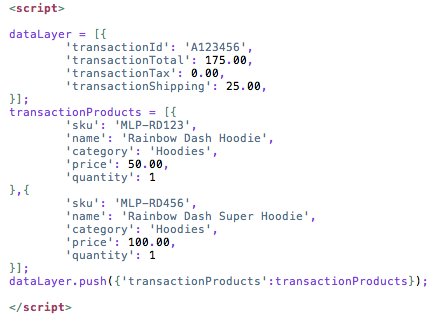 <script>
dataLayer = [{
'transactionId': 'A123456',
'transactionTotal': 175.00,
'transactionTax': 0.00,
'transactionShipping': 25.00,
}];
transactionProducts = [{
'sku': 'MLP-RD123',
'name': 'Rainbow Dash Hoodie',
'category': 'Hoodies',
'price': 50.00,
'quantity': 1
},{
'sku': 'MLP-RD456',
'name': 'Rainbow Dash Super Hoodie',
'category': 'Hoodies',
'price': 100.00,
'quantity': 1
}];
dataLayer.push({'transactionProducts':transactionProducts});
</script>